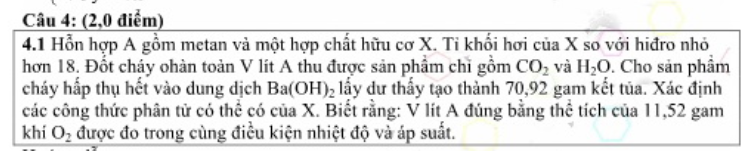 Câu 4: (2,0 điểm)
4.1 Hỗn hợp A gồm metan và một hợp chất hữu cơ X. Tỉ khối hơi của X so với hiđro nhỏ
hơn 18. Đốt cháy ohàn toàn V lít A thu được sản phẩm chỉ gồm CO₂ và H₂O. Cho sản phẩm
cháy hấp thụ hết vào dung dịch Ba(OH)₂ lấy dư thấy tạo thành 70,92 gam kết tủa. Xác định
các công thức phân tử có thể có của X. Biết rằng: V lít A đúng bằng thể tích của 11,52 gam
khí O₂ được đo trong cùng điều kiện nhiệt độ và áp suất.